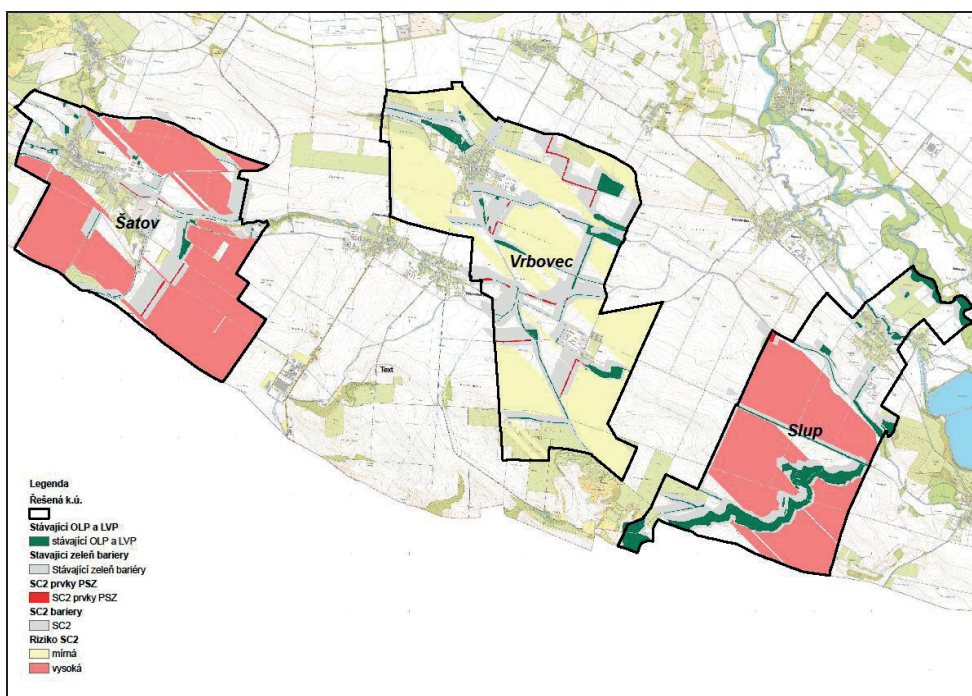 Šatov
Vrbovec
Text
Slup
Legenda
Řešená k.ú.
Stávající OLP a LVP
stávající OLP a LVP
Stavajici zeleň bariery
Stávající zeleň bariéry
SC2 prvky PSZ
SC2 prvky PSZ
SC2 bariery
SC2
Riziko SC2
mírná
vysoká